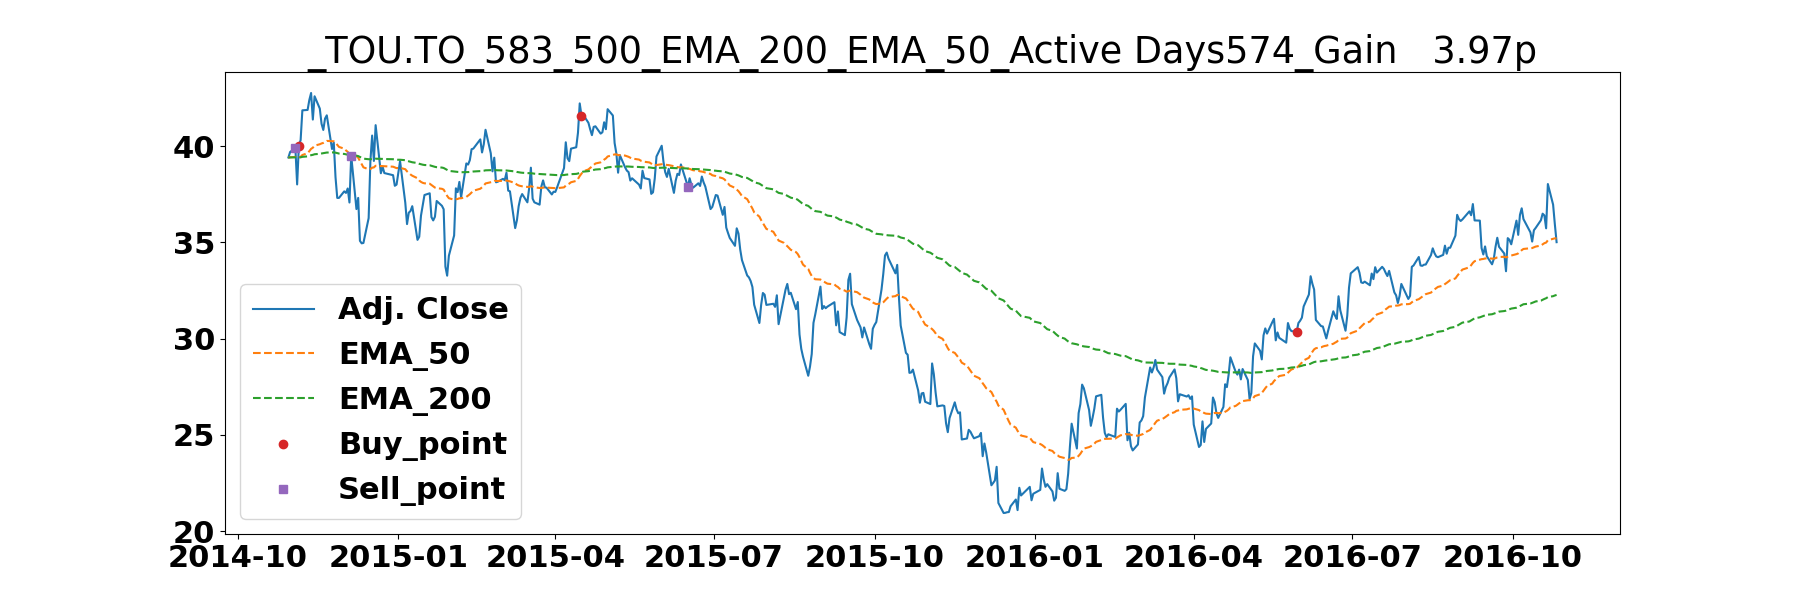 _TOU.TO_583_500_EMA_200_EMA_50_Active Days574_Gain   3.97p
40
35
30
25
20
Adj. Close
EMA_50
EMA_200
Buy_point
Sell_point
2014-10 2015-01 2015-04 2015-07 2015-10 2016-01 2016-04 2016-07 2016-10